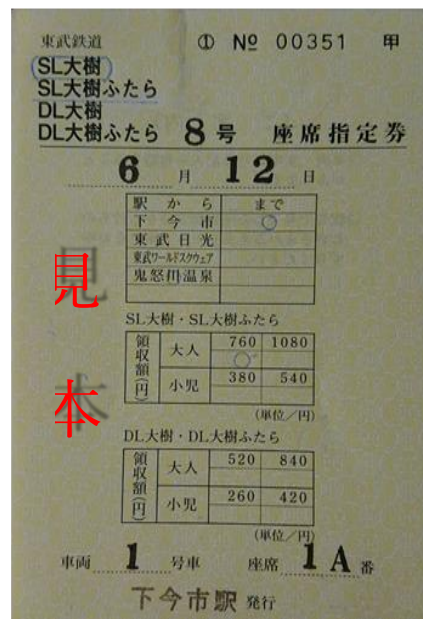 東武鉄道 ① № 00351 甲
SL大樹
SL大樹ふたら
DL大樹
DL大樹ふたら 8号 座席指定券
6月12日
駅から まで
下今市
東武日光
東武ワールドスクウェア
鬼怒川温泉
見本
SL大樹・SL大樹ふたら
領収額(円) 大人 760 1080
小児 380 540
(単位/円)
DL大樹・DL大樹ふたら
領収額(円) 大人 520 840
小児 260 420
(単位/円)
車両 1 号車 座席 1A 番
下今市駅 発行